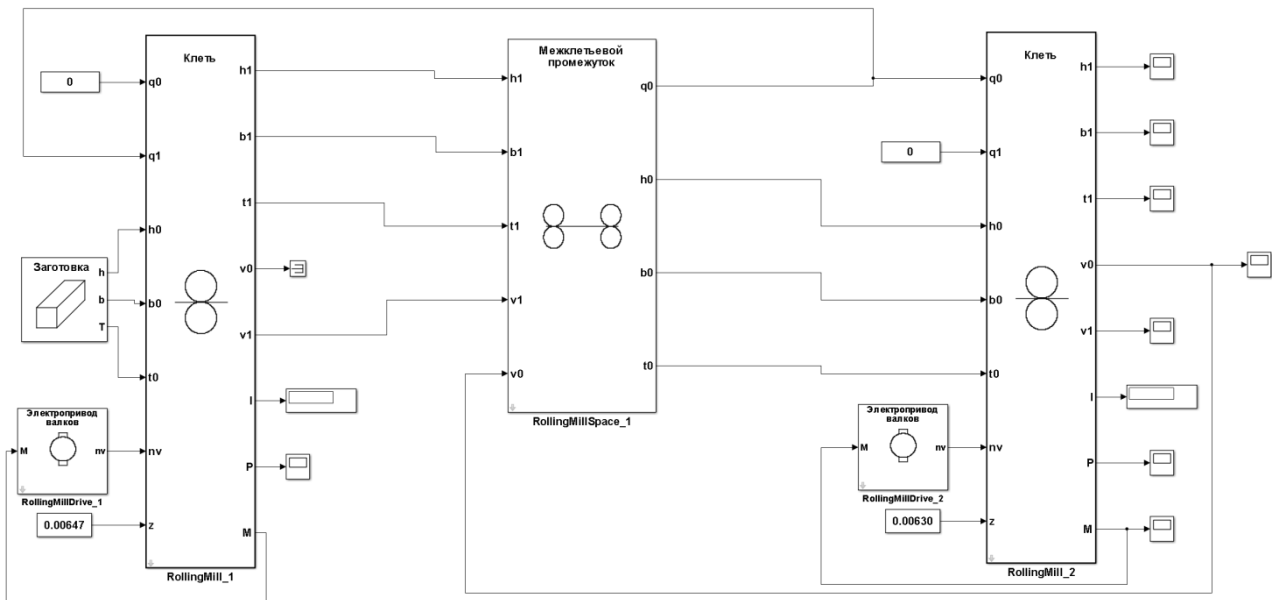 Клеть
q0
q1
h0
b0
t0
nv
z
h1
b1
t1
v0
v1
I
P
M
RollingMill_1
0
Заготовка
h
b
T
Электропривод
валков
M
nv
RollingMillDrive_1
0.00647
Межклетьевой
промежуток
h1
b1
t1
v1
v0
q0
h0
b0
t0
RollingMillSpace_1
0
Электропривод
валков
M
nv
RollingMillDrive_2
0.00630
Клеть
q0
q1
h0
b0
t0
nv
z
h1
b1
t1
v0
v1
I
P
M
RollingMill_2